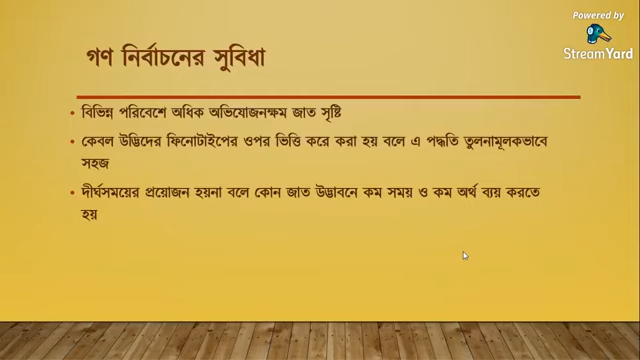 Powered by
StreamYard
গণ নির্বাচনের সুবিধা
• বিভিন্ন পরিবেশে অধিক অভিযোজনক্ষম জাত সৃষ্টি
• কেবল উদ্ভিদের ফিনোটাইপের ওপর ভিত্তি করে করা হয় বলে এ পদ্ধতি তুলনামূলকভাবে
সহজ
• দীর্ঘসময়ের প্রয়োজন হয়না বলে কোন জাত উদ্ভাবনে কম সময় ও কম অর্থ ব্যয় করতে
হয়